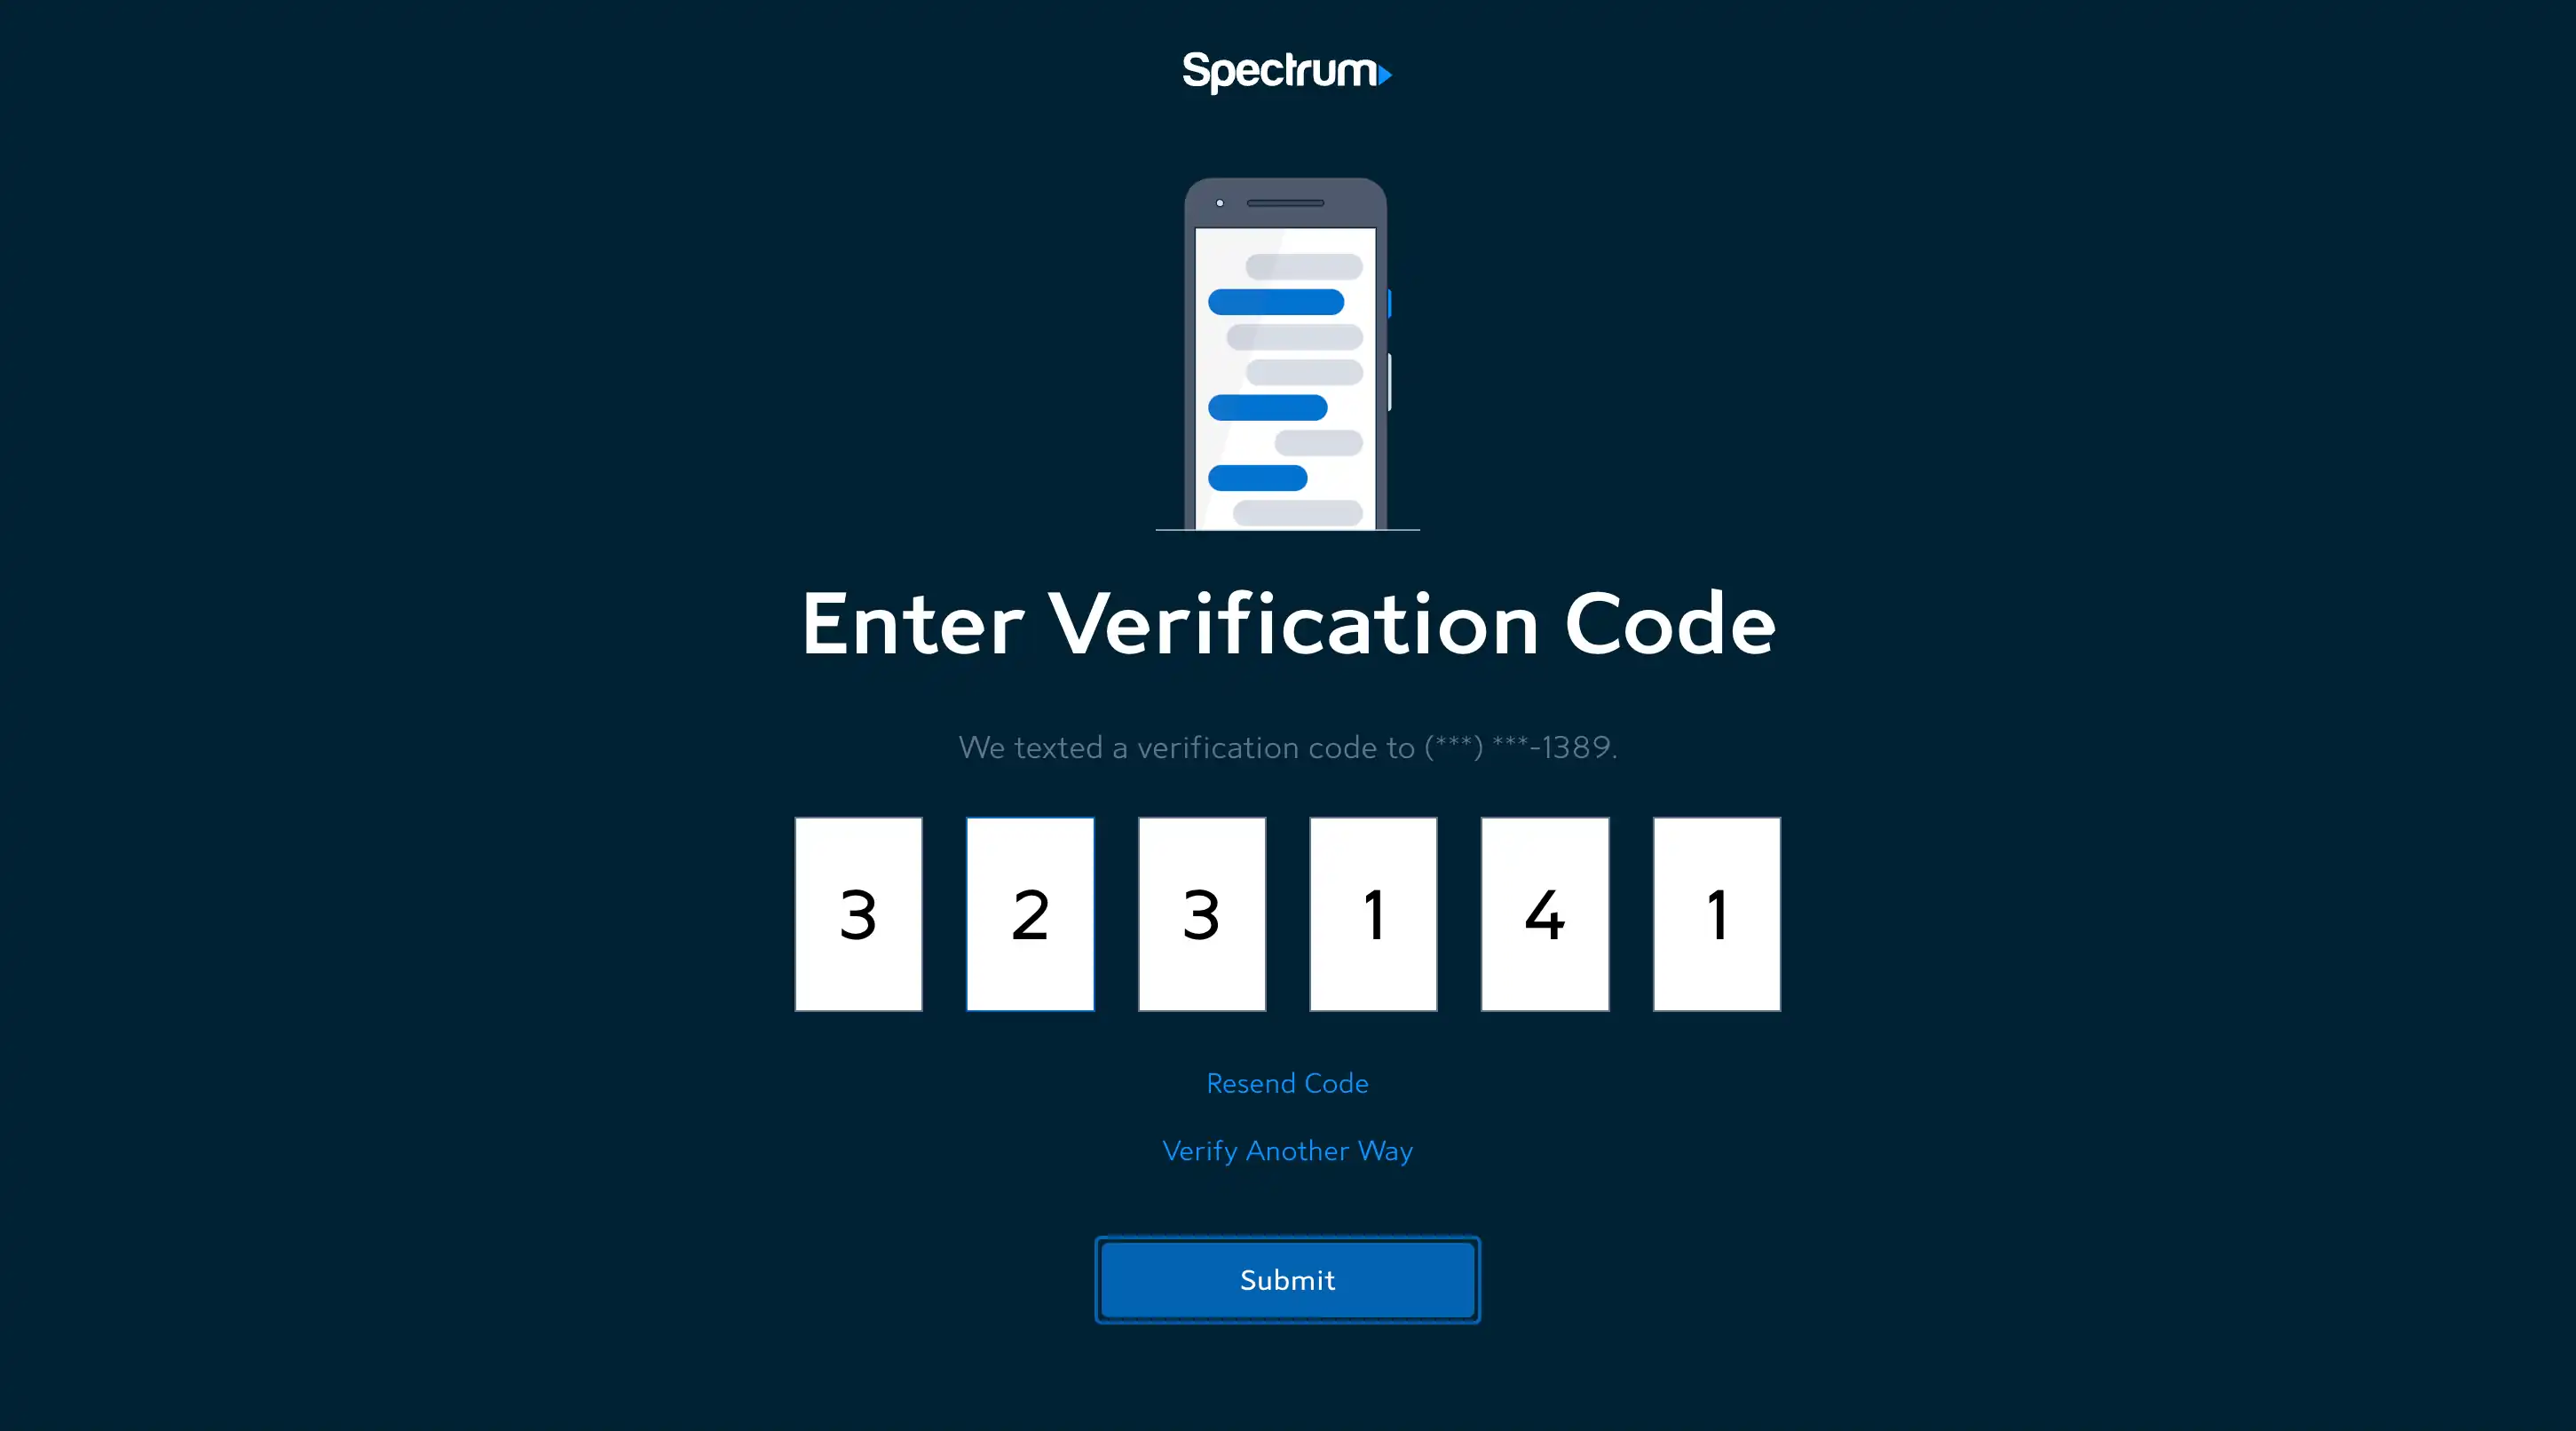 Spectrum
Enter Verification Code
We texted a verification code to (***) ***-1389.
3 2 3 1 4 1
Resend Code
Verify Another Way
Submit